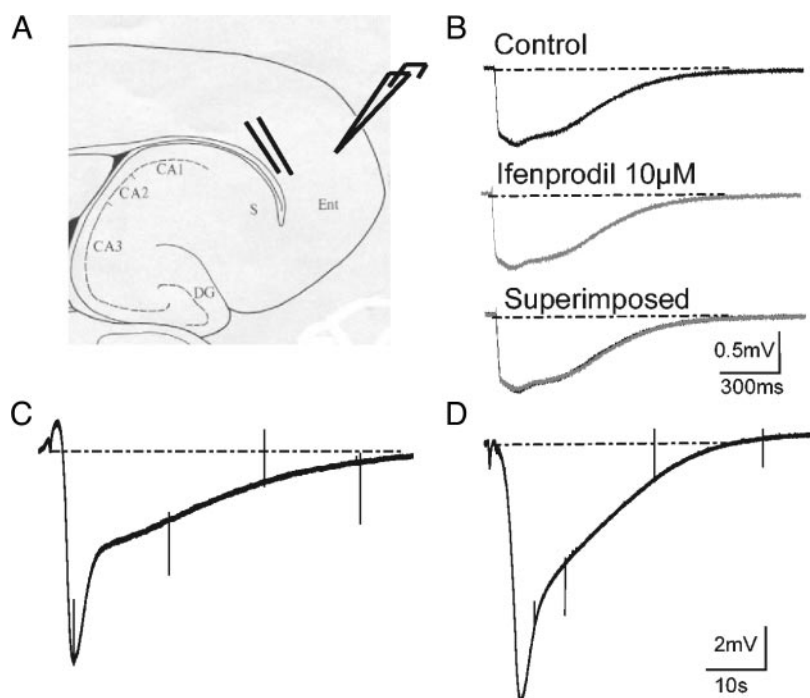 A
CA1
CA2
CA3
S
Ent
DG
B
Control
Ifenprodil 10µM
Superimposed
0.5mV
300ms
C
D
2mV
10s